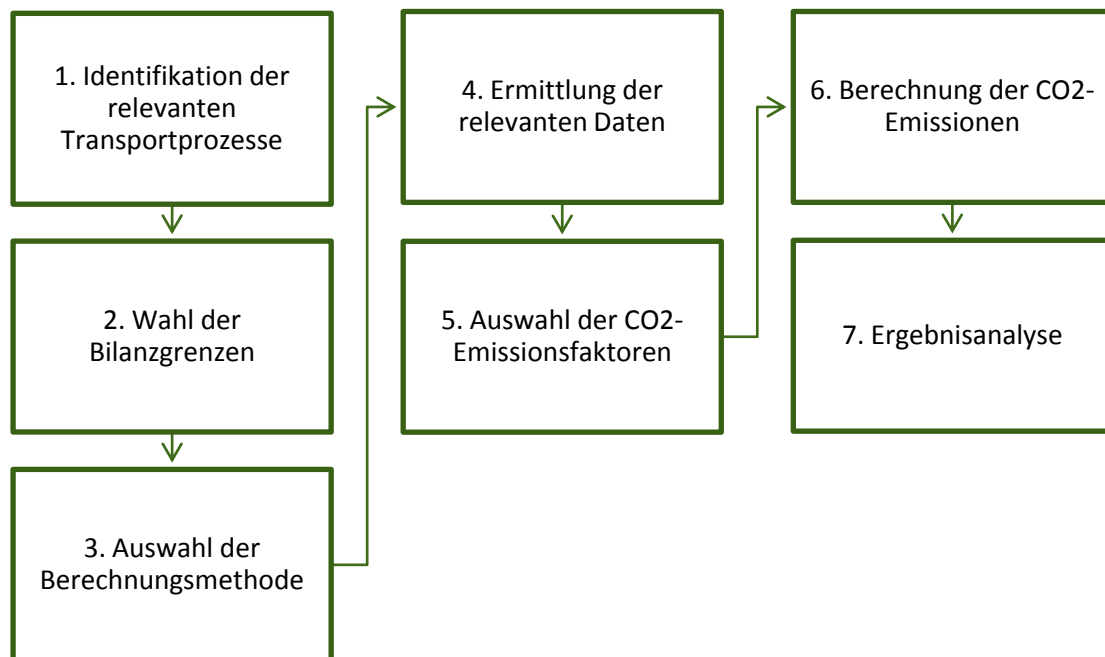 1. Identifikation der
relevanten
Transportprozesse
2. Wahl der
Bilanzgrenzen
3. Auswahl der
Berechnungsmethode
4. Ermittlung der
relevanten Daten
5. Auswahl der CO2-
Emissionsfaktoren
6. Berechnung der CO2-
Emissionen
7. Ergebnisanalyse